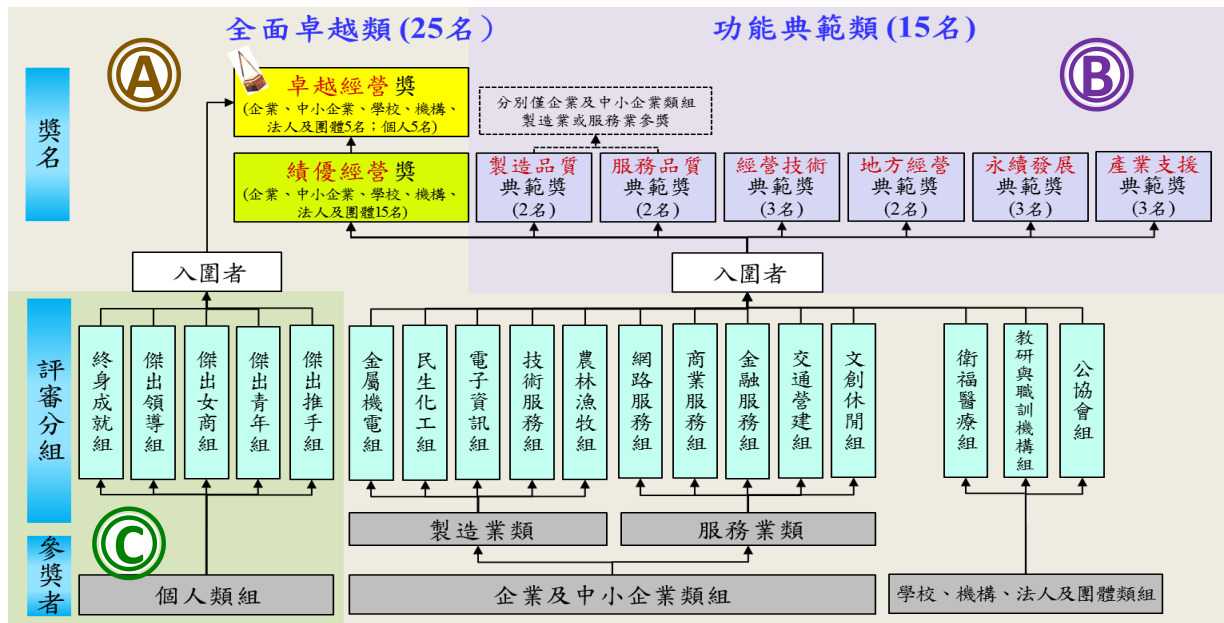 全面卓越類(25名)
功能典範類(15名)
Ⓐ
Ⓑ
獎名
卓越經營獎
(企業、中小企業、學校、機構、
法人及團體5名；個人5名)
分別僅企業及中小企業類組
製造業或服務業參獎
績優經營獎
(企業、中小企業、學校、機構、
法人及團體15名)
製造品質
典範獎
(2名)
服務品質
典範獎
(2名)
經營技術
典範獎
(3名)
地方經營
典範獎
(2名)
永續發展
典範獎
(3名)
產業支援
典範獎
(3名)
入圍者
入圍者
評審分組
終身成就組
傑出領導組
傑出女商組
傑出青年組
傑出推手組
金屬機電組
民生化工組
電子資訊組
技術服務組
農林漁牧組
網路服務組
商業服務組
金融服務組
交通營建組
文創休閒組
衛福醫療組
教研與職訓機構組
公協會組
Ⓒ
製造業類
服務業類
參獎者
個人類組
企業及中小企業類組
學校、機構、法人及團體類組